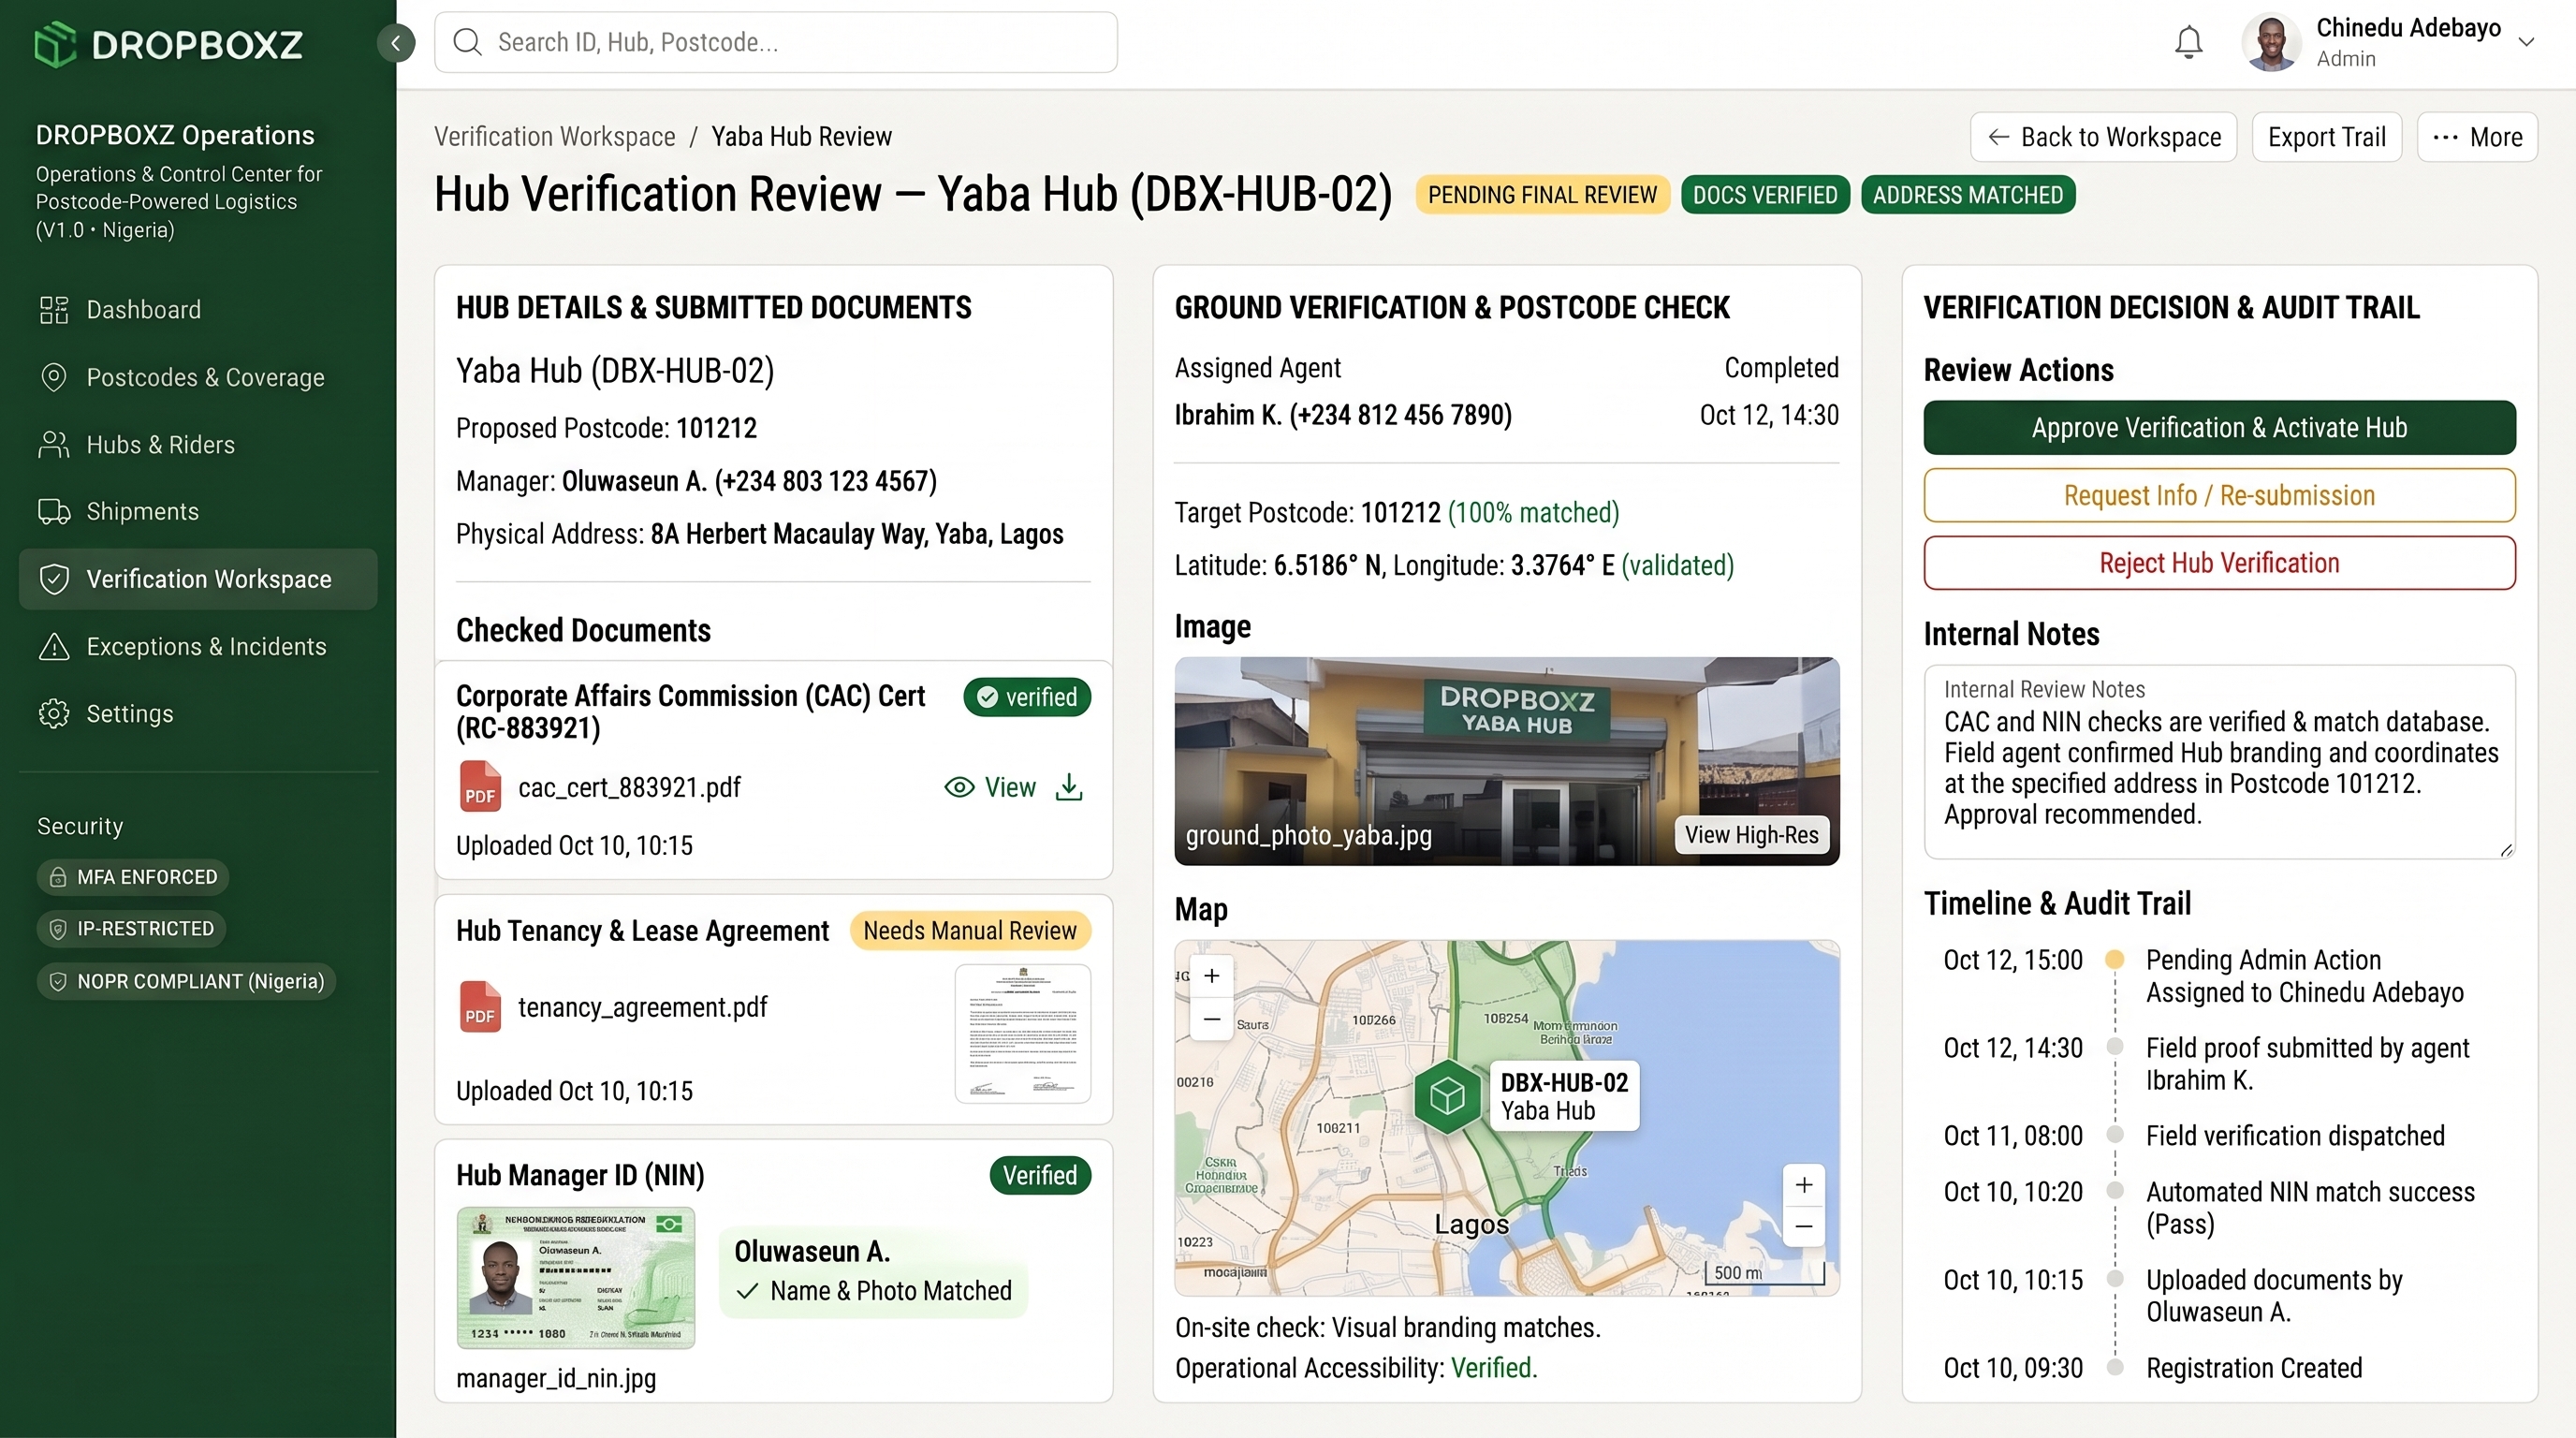 DROPBOXZ
DROPBOXZ Operations
Operations & Control Center for
Postcode-Powered Logistics
(V1.0 • Nigeria)
Dashboard
Postcodes & Coverage
Hubs & Riders
Shipments
Verification Workspace
Exceptions & Incidents
Settings
Security
MFA ENFORCED
IP-RESTRICTED
NOPR COMPLIANT (Nigeria)
Search ID, Hub, Postcode...
Chinedu Adebayo
Admin
Verification Workspace / Yaba Hub Review
← Back to Workspace
Export Trail
··· More
Hub Verification Review — Yaba Hub (DBX-HUB-02)
PENDING FINAL REVIEW
DOCS VERIFIED
ADDRESS MATCHED
HUB DETAILS & SUBMITTED DOCUMENTS
Yaba Hub (DBX-HUB-02)
Proposed Postcode: 101212
Manager: Oluwaseun A. (+234 803 123 4567)
Physical Address: 8A Herbert Macaulay Way, Yaba, Lagos
Checked Documents
Corporate Affairs Commission (CAC) Cert
(RC-883921)
verified
PDF
cac_cert_883921.pdf
View
Uploaded Oct 10, 10:15
Hub Tenancy & Lease Agreement
Needs Manual Review
PDF
tenancy_agreement.pdf
Uploaded Oct 10, 10:15
Hub Manager ID (NIN)
Verified
1234 ••••• 1080
Oluwaseun A.
Name & Photo Matched
manager_id_nin.jpg
GROUND VERIFICATION & POSTCODE CHECK
Assigned Agent
Completed
Ibrahim K. (+234 812 456 7890)
Oct 12, 14:30
Target Postcode: 101212 (100% matched)
Latitude: 6.5186° N, Longitude: 3.3764° E (validated)
Image
DROPBOXZ
YABA HUB
ground_photo_yaba.jpg
View High-Res
Map
+
−
Saura
DBX-HUB-02
Yaba Hub
Lagos
10223
+
−
500 m
On-site check: Visual branding matches.
Operational Accessibility: Verified.
VERIFICATION DECISION & AUDIT TRAIL
Review Actions
Approve Verification & Activate Hub
Request Info / Re-submission
Reject Hub Verification
Internal Notes
Internal Review Notes
CAC and NIN checks are verified & match database.
Field agent confirmed Hub branding and coordinates
at the specified address in Postcode 101212.
Approval recommended.
Timeline & Audit Trail
Oct 12, 15:00
Pending Admin Action
Assigned to Chinedu Adebayo
Oct 12, 14:30
Field proof submitted by agent
Ibrahim K.
Oct 11, 08:00
Field verification dispatched
Oct 10, 10:20
Automated NIN match success
(Pass)
Oct 10, 10:15
Uploaded documents by
Oluwaseun A.
Oct 10, 09:30
Registration Created